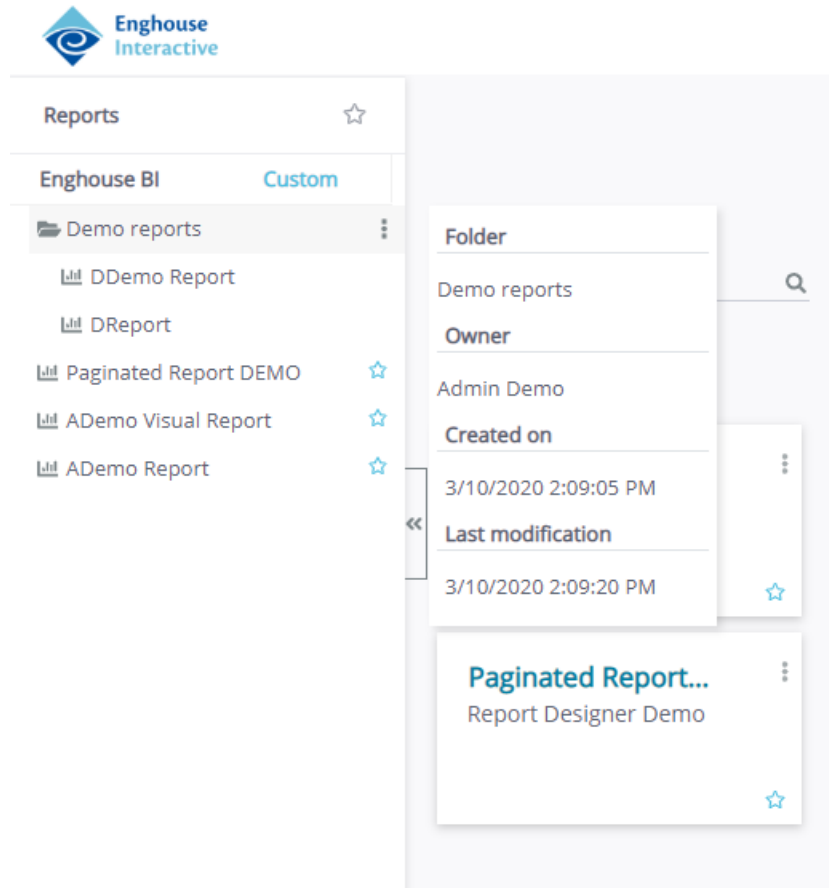 Enghouse
Interactive
Reports
Enghouse BI
Custom
Demo reports
DDemo Report
DReport
Paginated Report DEMO
ADemo Visual Report
ADemo Report
Folder
Demo reports
Owner
Admin Demo
Created on
3/10/2020 2:09:05 PM
Last modification
3/10/2020 2:09:20 PM
Paginated Report...
Report Designer Demo